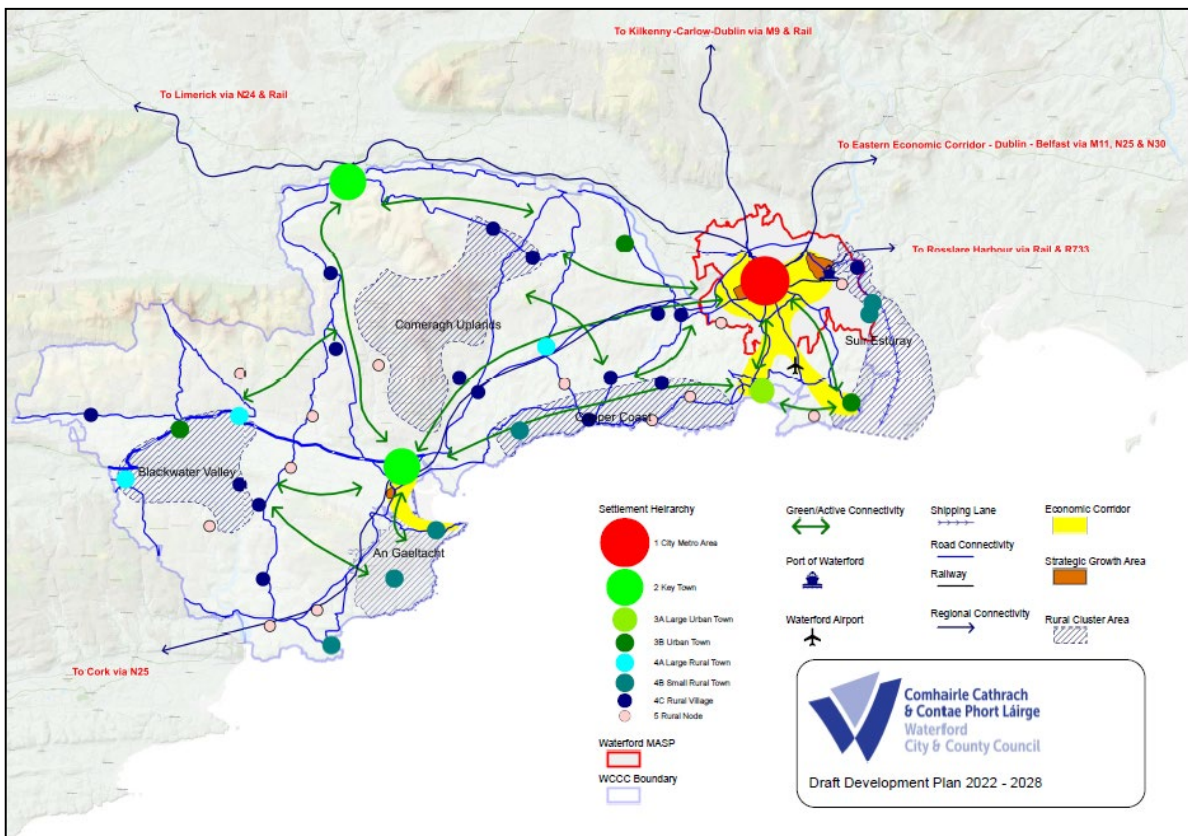 To Kilkenny-Carlow-Dublin via M9 & Rail
To Limerick via N24 & Rail
To Eastern Economic Corridor - Dublin - Belfast via M11, N25 & N30
To Rosslare Harbour via Rail & R733
Comeragh Uplands
Suir Esturay
Copper Coast
Blackwater Valley
An Gaeltacht
To Cork via N25
Settlement Heirarchy
1 City Metro Area
2 Key Town
3A Large Urban Town
3B Urban Town
4A Large Rural Town
4B Small Rural Town
4C Rural Village
5 Rural Node
Waterford MASP
WCCC Boundary
Green/Active Connectivity
Port of Waterford
Waterford Airport
Shipping Lane
Road Connectivity
Railway
Regional Connectivity
Economic Corridor
Strategic Growth Area
Rural Cluster Area
Comhairle Cathrach
& Contae Phort Láirge
Waterford
City & County Council
Draft Development Plan 2022 - 2028